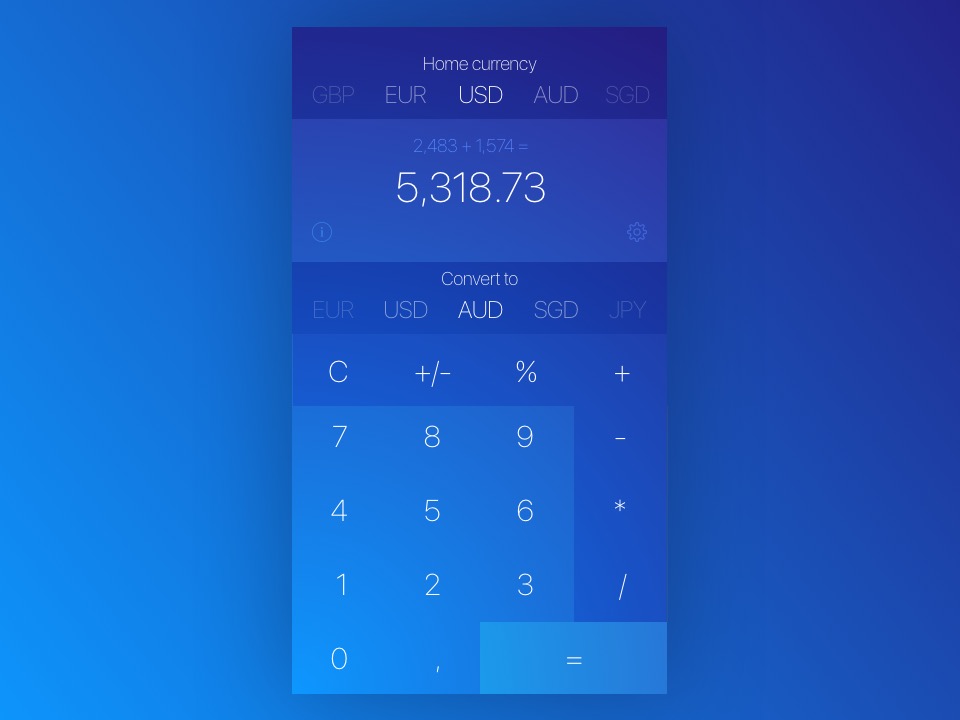 Home currency
GBP EUR USD AUD SGD
2,483 + 1,574 =
5,318.73
i
Convert to
EUR USD AUD SGD JPY
C +/- % +
7 8 9 -
4 5 6 *
1 2 3 /
0 , =